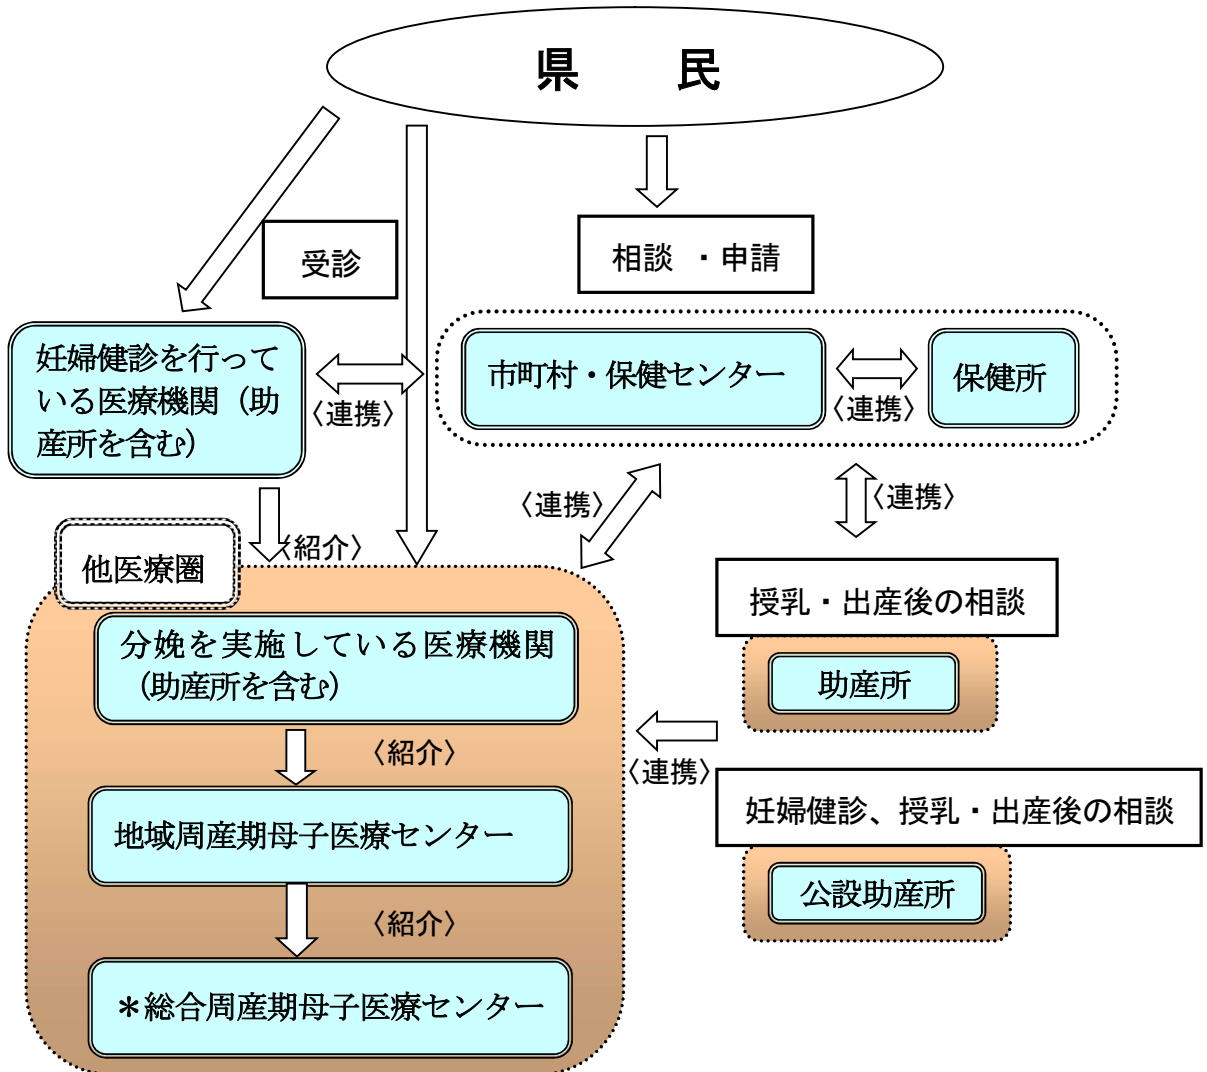 県　　民
受診
相談 ・申請
妊婦健診を行って
いる医療機関（助
産所を含む）
〈連携〉
市町村・保健センター
〈連携〉
保健所
〈紹介〉
〈連携〉
〈連携〉
他医療圏
分娩を実施している医療機関
（助産所を含む）
〈紹介〉
地域周産期母子医療センター
〈紹介〉
＊総合周産期母子医療センター
授乳・出産後の相談
助産所
〈連携〉
妊婦健診、授乳・出産後の相談
公設助産所